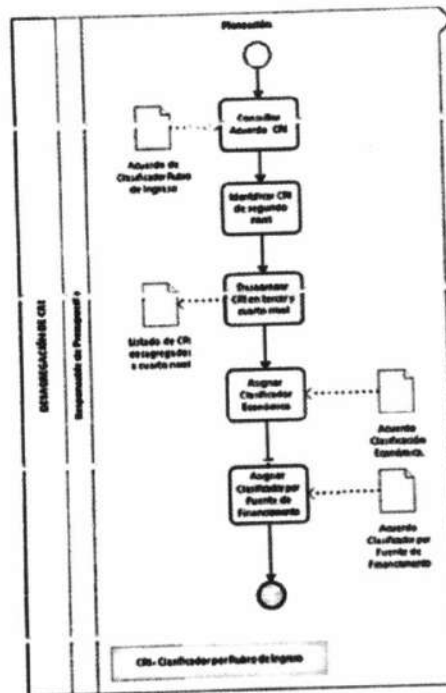 Planeación
Consultar
Acuerdo CRI
Acuerdo de
Clasificador Rubro
de Ingreso
Identificar CRI
de segundo
nivel
Desagregar
CRI en tercer y
cuarto nivel
Listado de CRI
desagregados
a cuarto nivel
Asignar
Clasificador
Económico
Acuerdo
Clasificación
Económica.
Asignar
Clasificador por
Fuente de
Financiamiento
Acuerdo
Clasificador por
Fuente de
Financiamiento
DESAGREGACIÓN DE CRI
Responsable de Presupuesto
CRI- Clasificador por Rubro de Ingreso